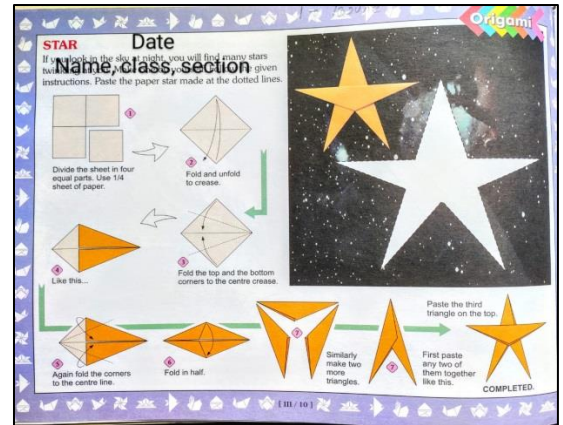 Origami
STAR
Date
If you look in the sky at night, you will find many stars
Name, class, section
given
instructions. Paste the paper star made at the dotted lines.
1
Divide the sheet in four
equal parts. Use 1/4
sheet of paper.
2
Fold and unfold
to crease.
3
Fold the top and the bottom
corners to the centre crease.
4
Like this...
5
Again fold the corners
to the centre line.
6
Fold in half.
7
Similarly
make two
more
triangles.
7
First paste
any two of
them together
like this.
Paste the third
triangle on the top.
COMPLETED.
[ III / 10 ]